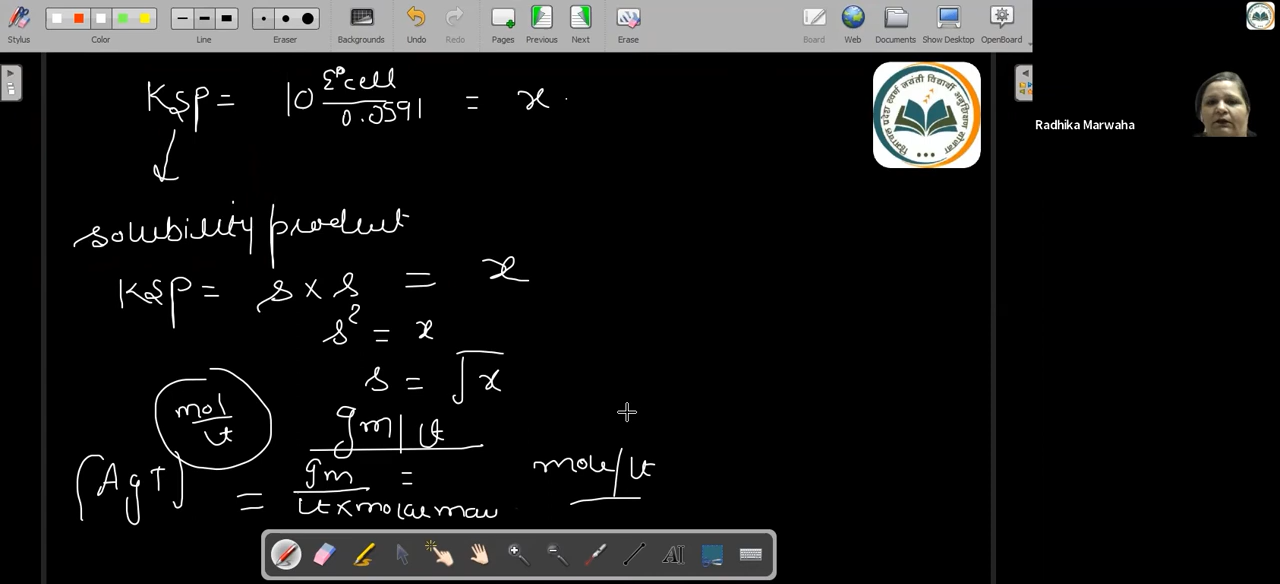 Stylus Color Line Eraser Backgrounds Undo Redo Pages Previous Next Erase Board Web Documents Show Desktop OpenBoard
Radhika Marwaha
KSP = 10 E°cell / 0.0591 = x
solubility product
KSP = s × s = x
s² = x
s = √x
mol/lt
gm/lt
[Ag+] = gm / lt × molar mass = mole/lt